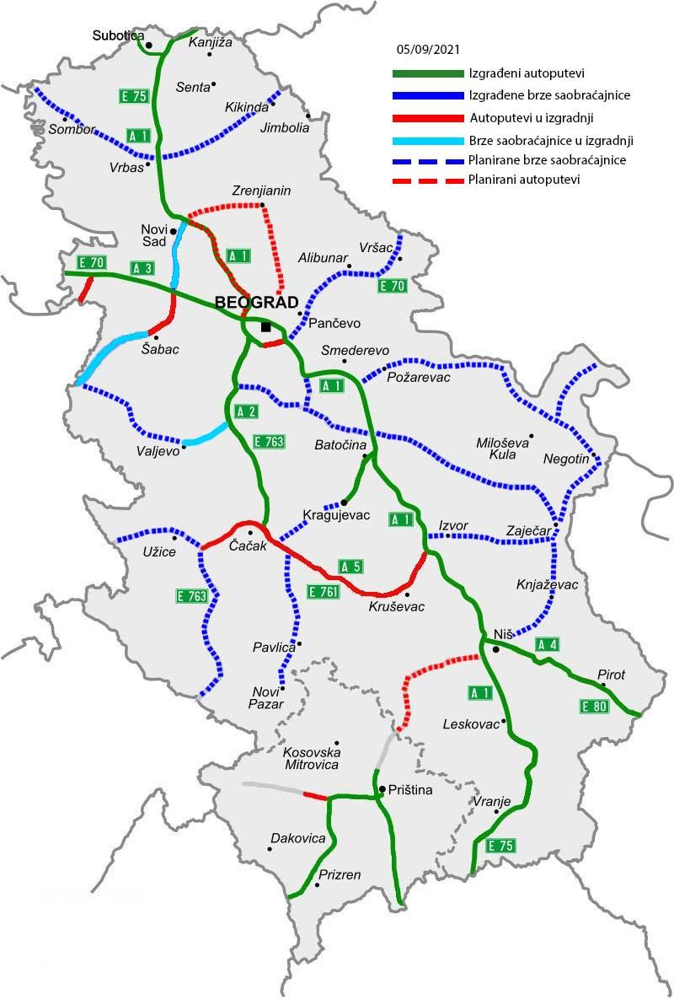 Subotica
Kanjiža
05/09/2021
Izgrađeni autoputevi
Izgrađene brze saobraćajnice
Autoputevi u izgradnji
Brze saobraćajnice u izgradnji
Planirane brze saobraćajnice
Planirani autoputevi
E 75
Senta
Kikinda
Jimbolia
Sombor
A 1
Vrbas
Zrenjianin
Novi
Sad
E 70
A 3
A 1
Alibunar
Vršac
E 70
BEOGRAD
Pančevo
Šabac
Smederevo
Požarevac
A 1
A 2
E 763
Valjevo
Batočina
Miloševa
Kula
Negotin
Kragujevac
A 1
Izvor
Zaječar
Užice
Čačak
A 5
E 761
E 763
Kruševac
Knjaževac
Pavlica
Niš
A 4
Novi
Pazar
Pirot
A 1
E 80
Leskovac
Kosovska
Mitrovica
Priština
Vranje
Dakovica
E 75
Prizren